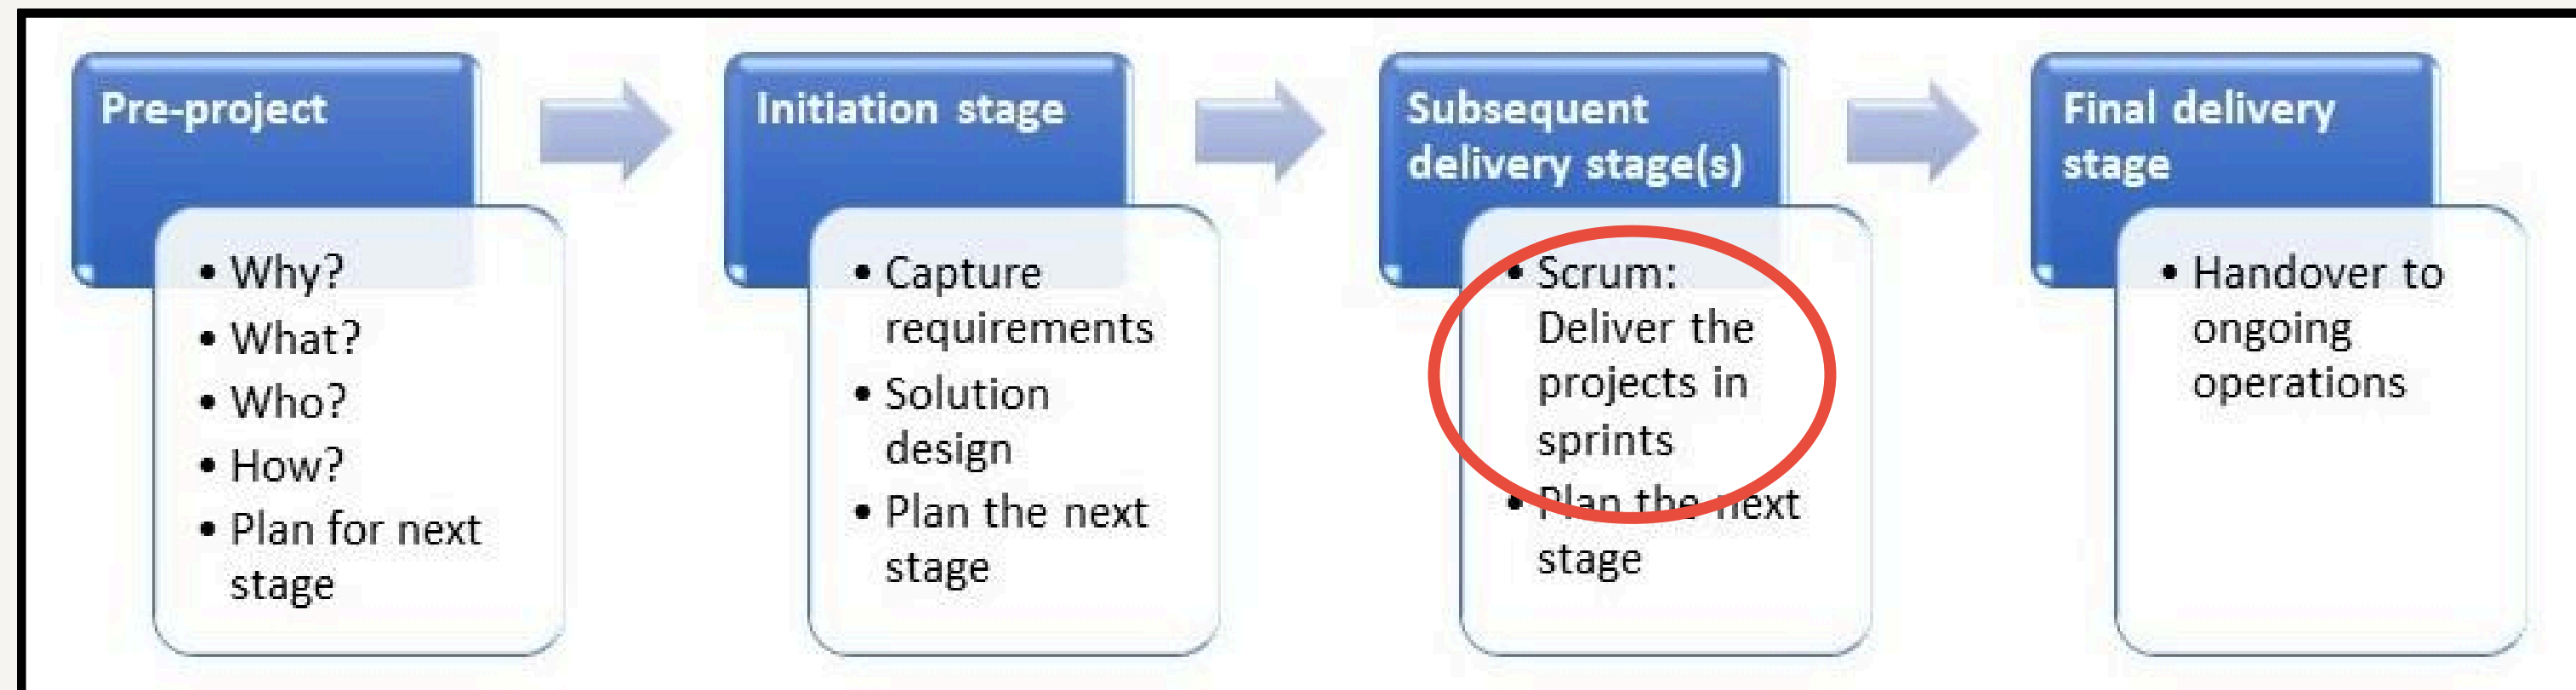 Pre-project
• Why?
• What?
• Who?
• How?
• Plan for next
stage
Initiation stage
• Capture
requirements
• Solution
design
• Plan the next
stage
Subsequent
delivery stage(s)
• Scrum:
Deliver the
projects in
sprints
• Plan the next
stage
Final delivery
stage
• Handover to
ongoing
operations